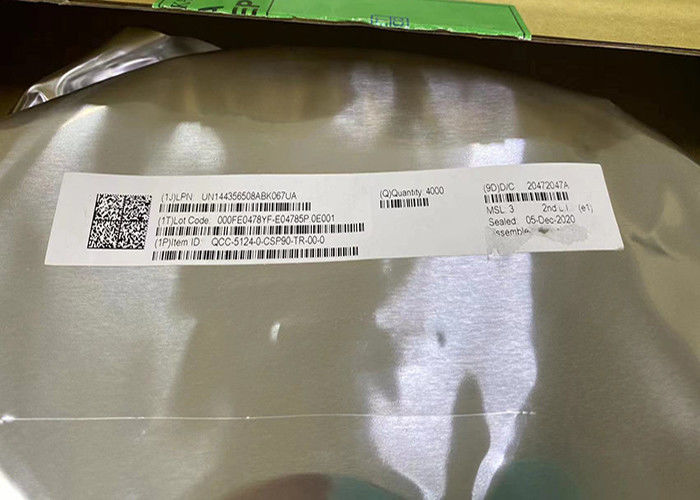 (1J)LPN: UN144356508ABK067UA
(1T)Lot Code: 000FE0478YF-E04785P.0E001
(1P)Item ID: QCC-5124-0-CSP90-TR-00-0
(Q)Quantity: 4000
(9D)D/C 20472047A
MSL: 3 2nd L.I. (e1)
Sealed: 05-Dec-2020